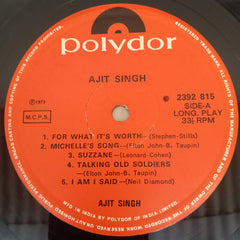 polydor
AJIT SINGH
℗ 1973
M.C.P.S.
2392 815
SIDE-A
LONG. PLAY
33⅓ RPM
1. FOR WHAT IT'S WORTH—(Stephen-Stills)
2. MICHELLE'S SONG—(Elton John-B. Taupin)
3. SUZZANE—(Leonard-Cohen)
4. TALKING OLD SOLDIERS
—(Elton John-B. Taupin)
5. I AM I SAID—(Neil Diamond)
AJIT SINGH
MADE IN INDIA BY POLYDOR OF INDIA LIMITED.